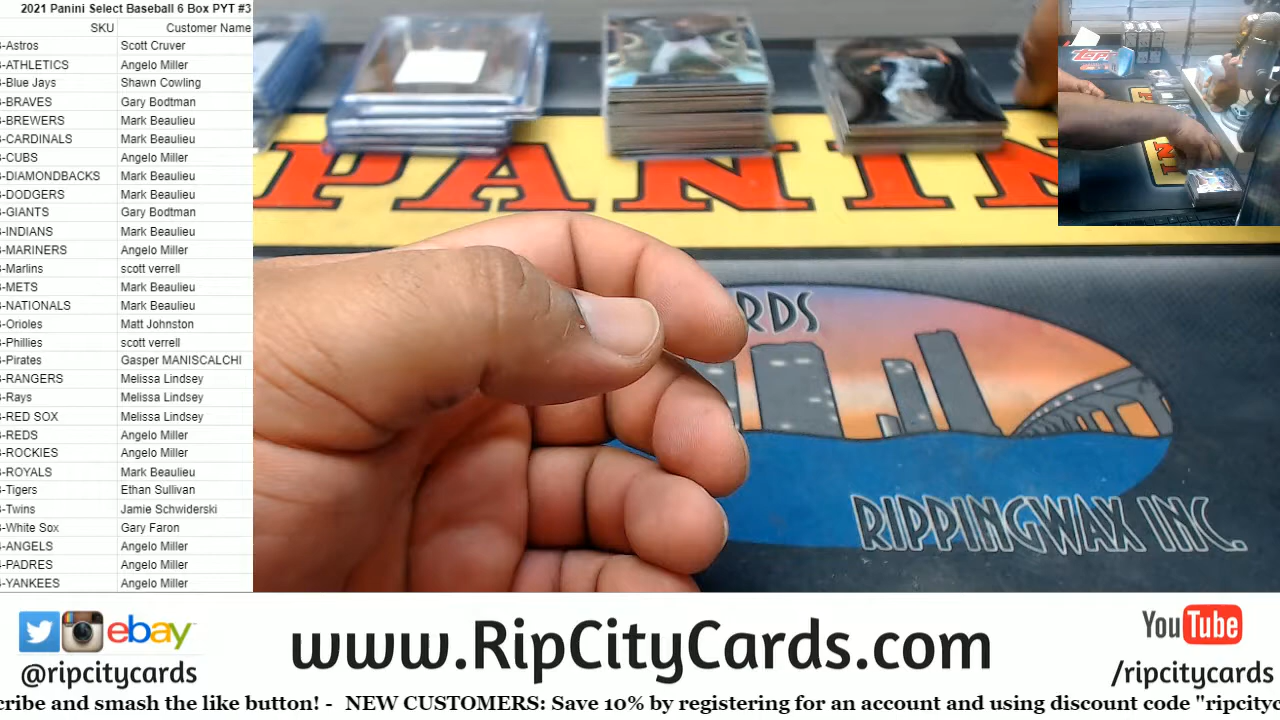 2021 Panini Select Baseball 6 Box PYT #3
SKU Customer Name
-Astros Scott Cruver
-ATHLETICS Angelo Miller
-Blue Jays Shawn Cowling
-BRAVES Gary Bodtman
-BREWERS Mark Beaulieu
-CARDINALS Mark Beaulieu
-CUBS Angelo Miller
-DIAMONDBACKS Mark Beaulieu
-DODGERS Mark Beaulieu
-GIANTS Gary Bodtman
-INDIANS Mark Beaulieu
-MARINERS Angelo Miller
-Marlins scott verrell
-METS Mark Beaulieu
-NATIONALS Mark Beaulieu
-Orioles Matt Johnston
-Phillies scott verrell
-Pirates Gasper MANISCALCHI
-RANGERS Melissa Lindsey
-Rays Melissa Lindsey
-RED SOX Melissa Lindsey
-REDS Angelo Miller
-ROCKIES Angelo Miller
-ROYALS Mark Beaulieu
-Tigers Ethan Sullivan
-Twins Jamie Schwiderski
-White Sox Gary Faron
-ANGELS Angelo Miller
-PADRES Angelo Miller
-YANKEES Angelo Miller
PANIN
RDS
RIPPINGWAX INC.
ebay
@ripcitycards
www.RipCityCards.com
YouTube
/ripcitycards
cribe and smash the like button! - NEW CUSTOMERS: Save 10% by registering for an account and using discount code "ripcityc